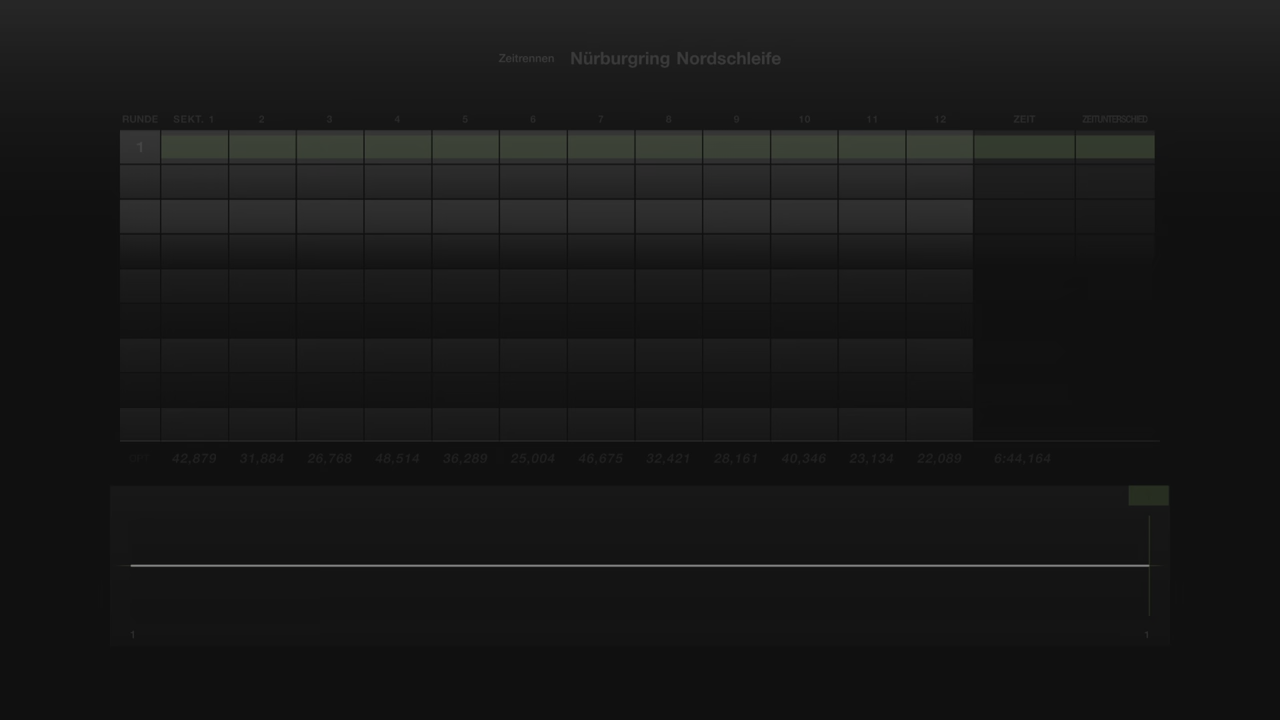 Zeitrennen Nürburgring Nordschleife
RUNDE SEKT. 1 2 3 4 5 6 7 8 9 10 11 12 ZEIT ZEITUNTERSCHIED
1
OPT. 42,879 31,884 26,768 48,514 36,289 25,004 46,675 32,421 28,161 40,346 23,134 22,089 6:44,164
1 1